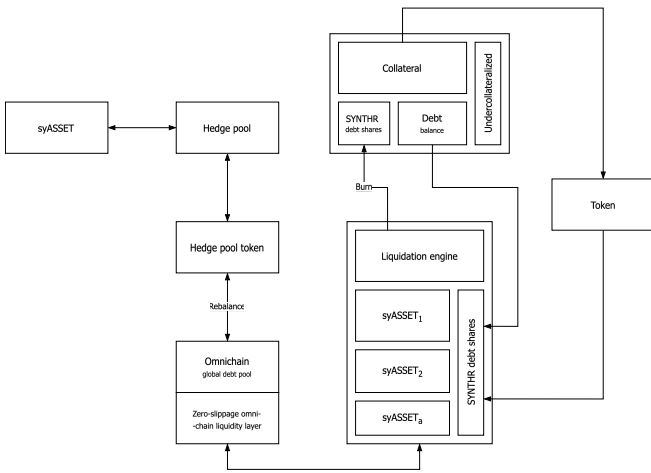 Collateral
Undercollateralized
SYNTHR
debt shares
Debt
balance
syASSET
Hedge pool
Burn
Token
Hedge pool token
Liquidation engine
Rebalance
syASSET1
SYNTHR debt shares
Omnichain
global debt pool
syASSET2
Zero-slippage omni-
-chain liquidity layer
syASSETa